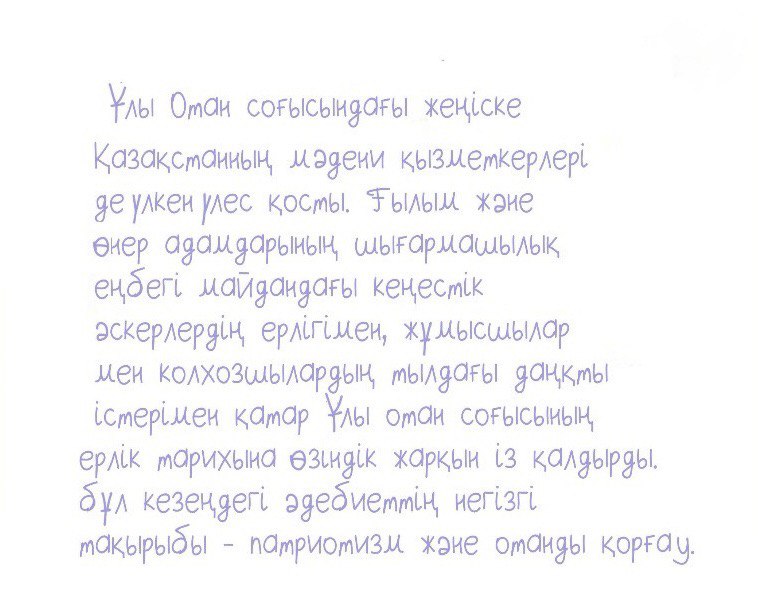 Ұлы Отан соғысындағы жеңіске
Қазақстанның мәдени қызметкерлері
де үлкен үлес қосты. Ғылым және
өнер адамдарының шығармашылық
еңбегі майдандағы кеңестік
әскерлердің ерлігімен, жұмысшылар
мен колхозшылардың тылдағы даңқты
істерімен қатар Ұлы отан соғысының
ерлік тарихына өзіндік жарқын із қалдырды.
бұл кезеңдегі әдебиеттің негізгі
тақырыбы - патриотизм және отанды қорғау.